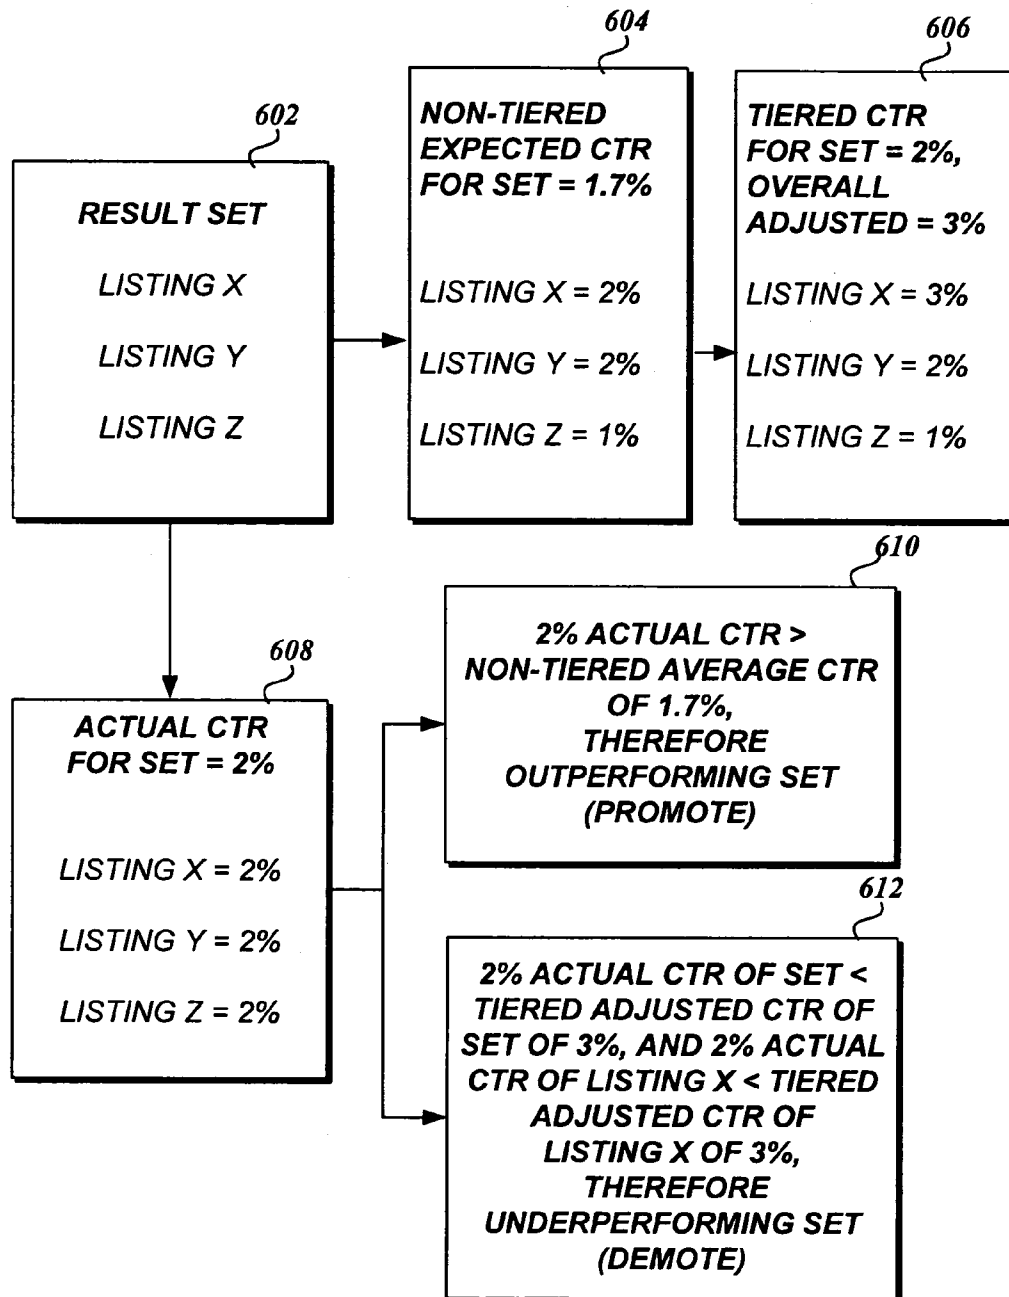 602
RESULT SET
LISTING X
LISTING Y
LISTING Z
604
NON-TIERED
EXPECTED CTR
FOR SET = 1.7%
LISTING X = 2%
LISTING Y = 2%
LISTING Z = 1%
606
TIERED CTR
FOR SET = 2%,
OVERALL
ADJUSTED = 3%
LISTING X = 3%
LISTING Y = 2%
LISTING Z = 1%
608
ACTUAL CTR
FOR SET = 2%
LISTING X = 2%
LISTING Y = 2%
LISTING Z = 2%
610
2% ACTUAL CTR >
NON-TIERED AVERAGE CTR
OF 1.7%,
THEREFORE
OUTPERFORMING SET
(PROMOTE)
612
2% ACTUAL CTR OF SET <
TIERED ADJUSTED CTR OF
SET OF 3%, AND 2% ACTUAL
CTR OF LISTING X < TIERED
ADJUSTED CTR OF
LISTING X OF 3%,
THEREFORE
UNDERPERFORMING SET
(DEMOTE)